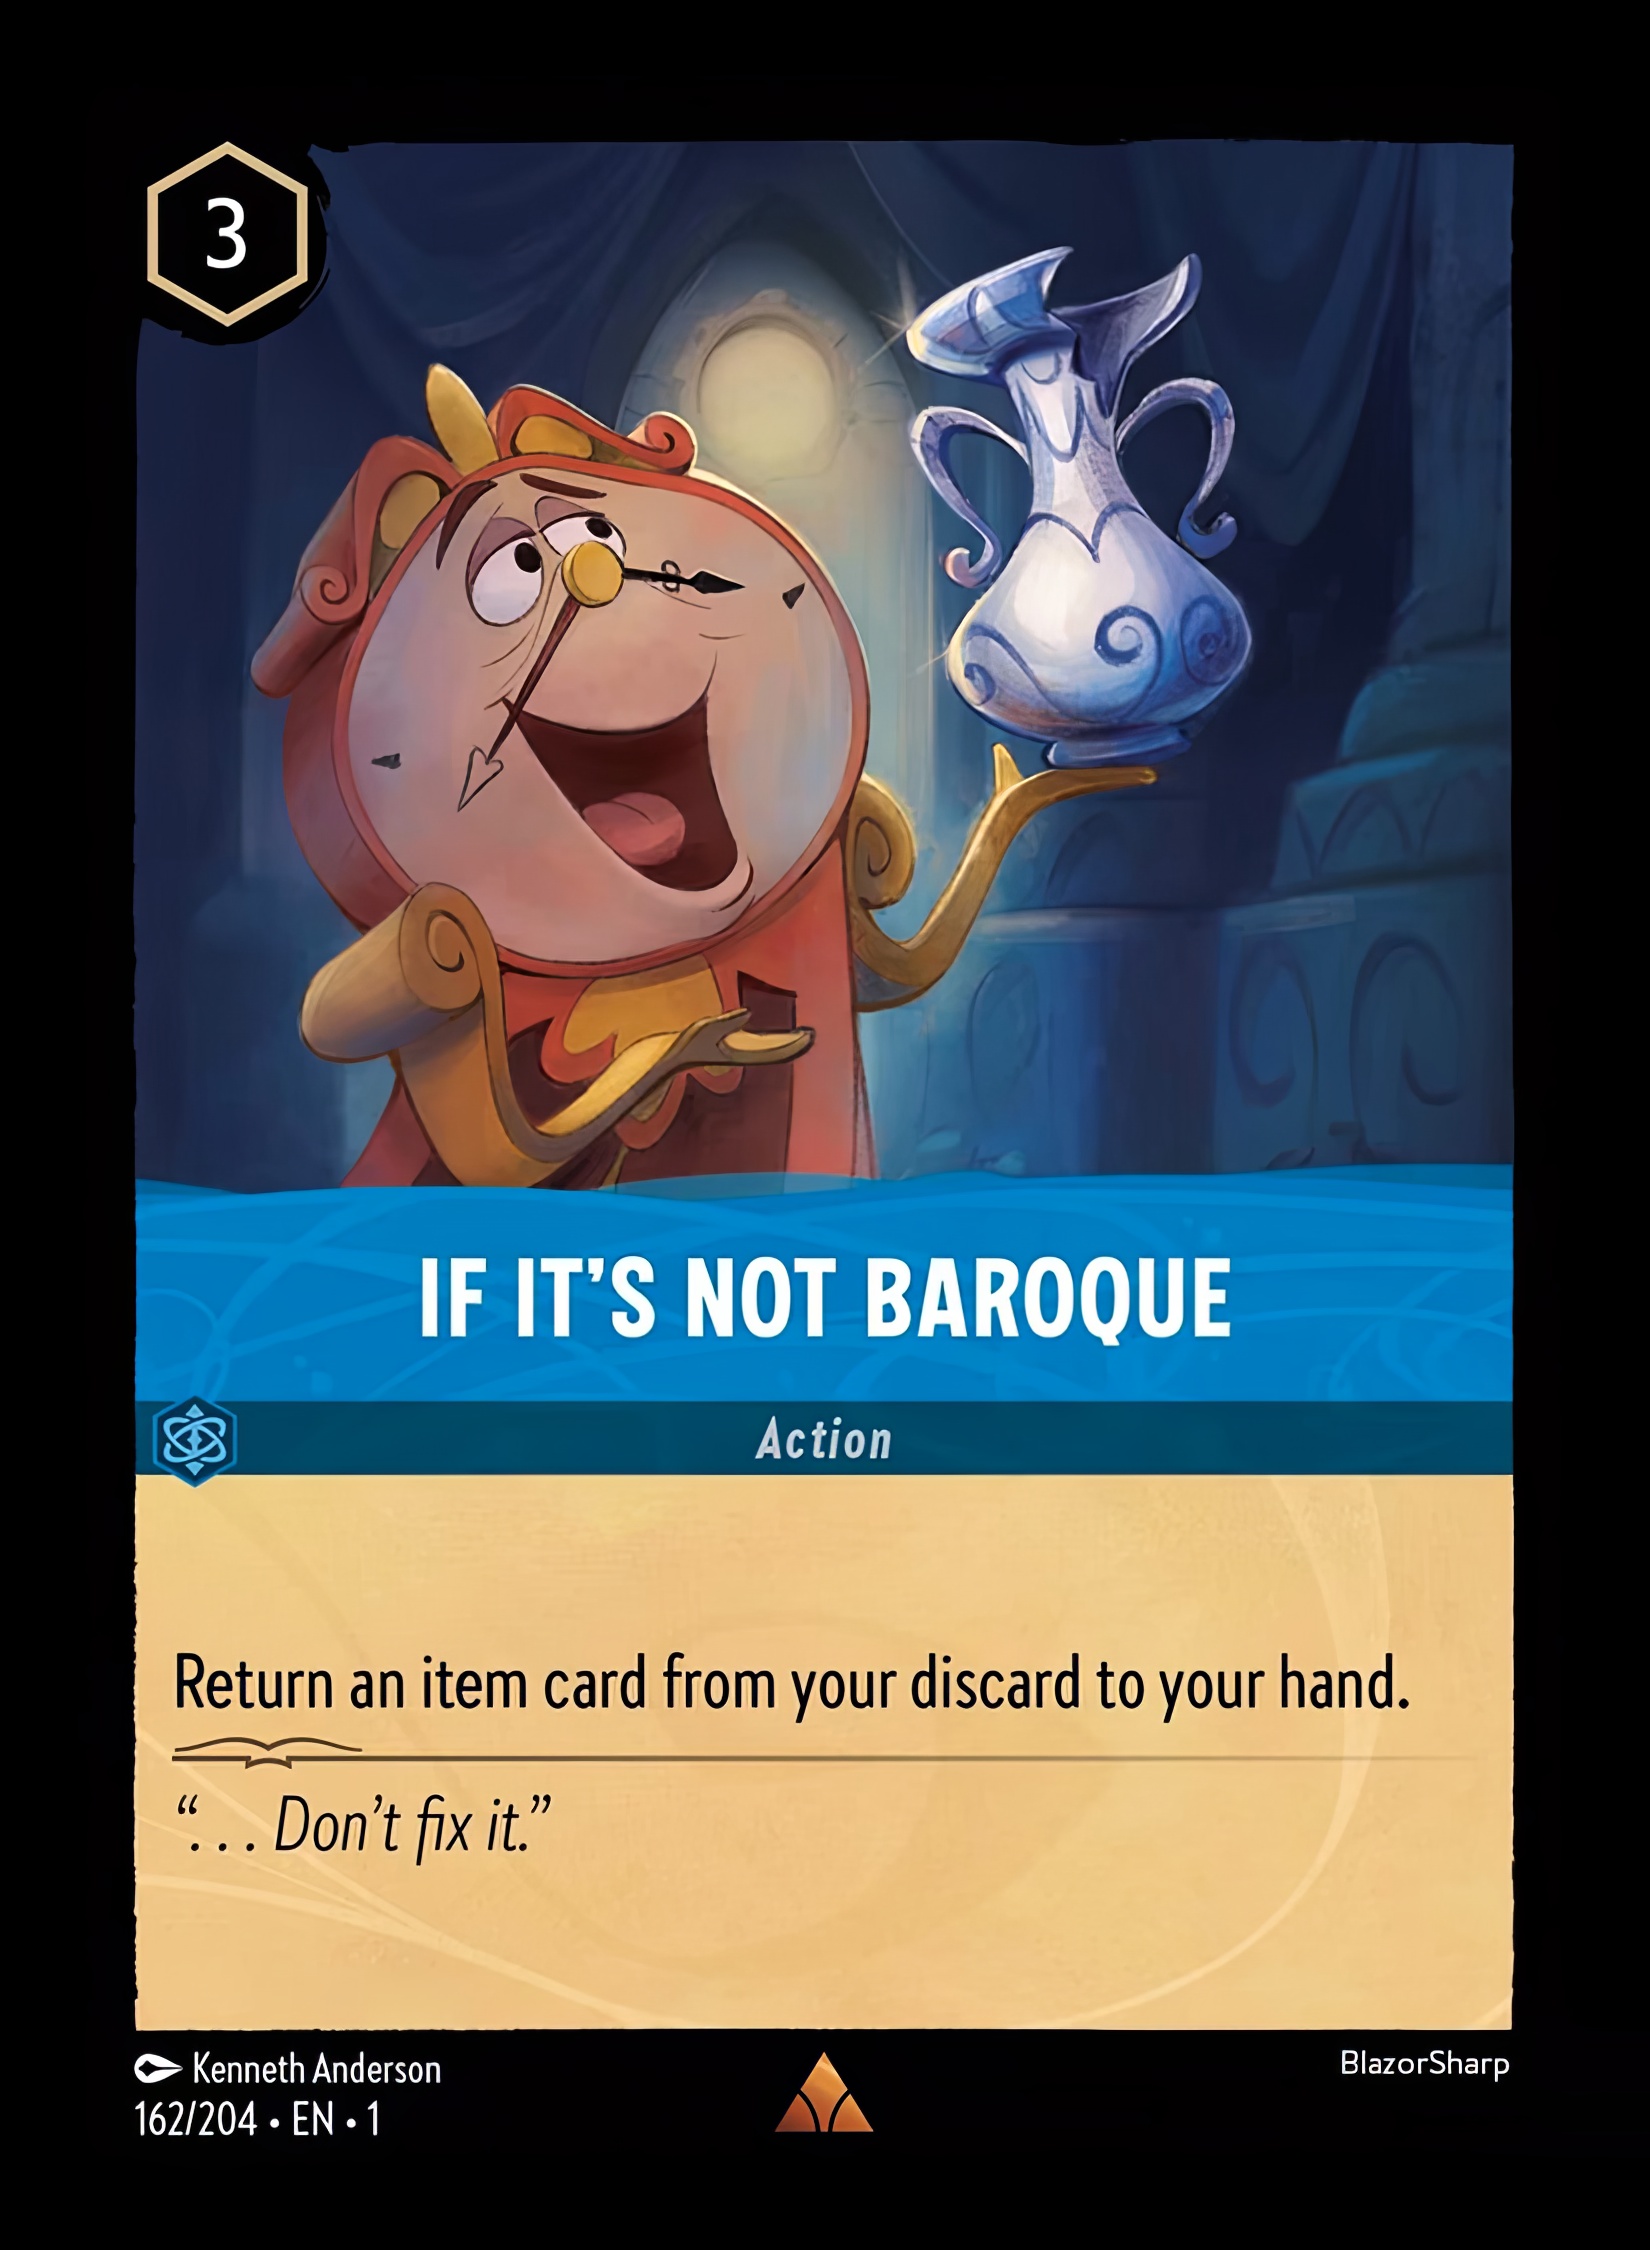 3
IF IT’S NOT BAROQUE
Action
Return an item card from your discard to your hand.
“. . . Don’t fix it.”
Kenneth Anderson
BlazorSharp
162/204 • EN • 1